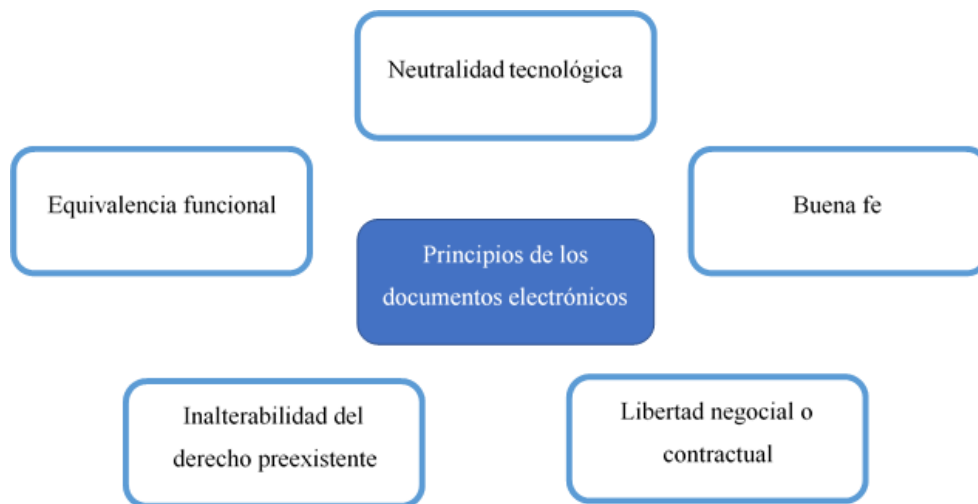 Neutralidad tecnológica
Equivalencia funcional
Buena fe
Principios de los
documentos electrónicos
Inalterabilidad del
derecho preexistente
Libertad negocial o
contractual